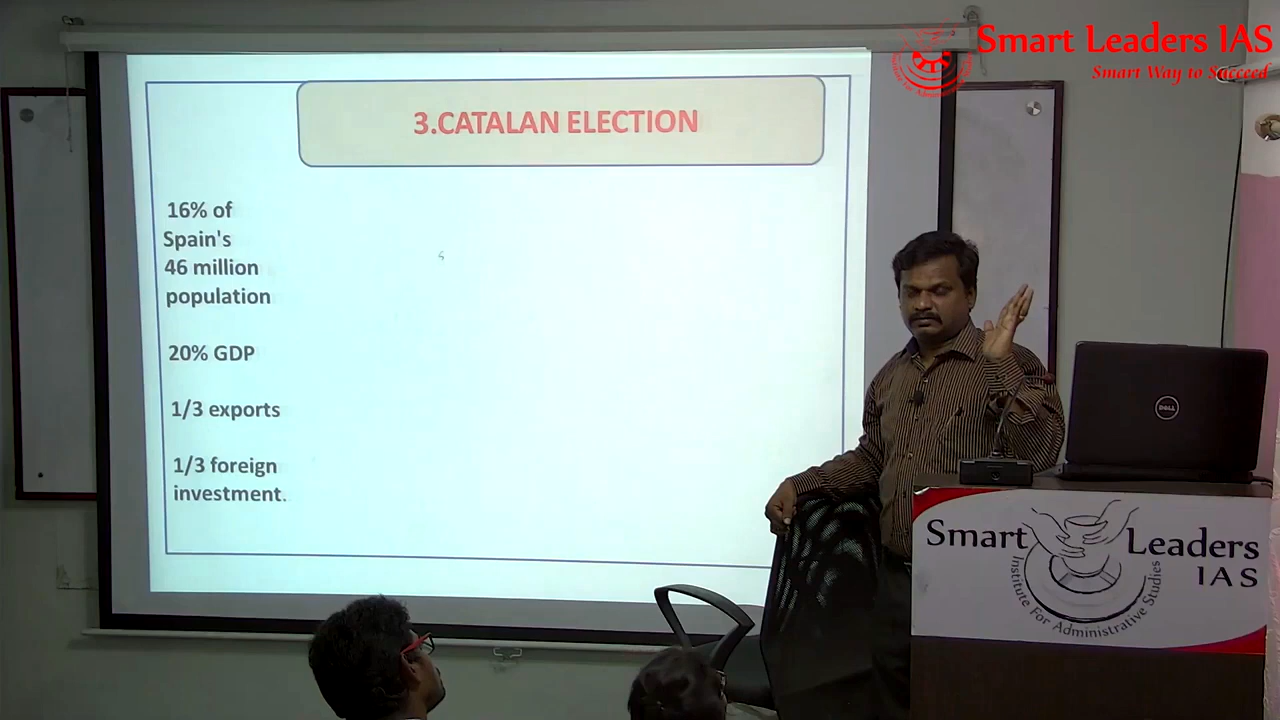 Smart Leaders IAS
Smart Way to Succeed
3.CATALAN ELECTION
16% of
Spain's
46 million
population
20% GDP
1/3 exports
1/3 foreign
investment.
DELL
Smart Leaders
IAS
Institute For Administrative Studies